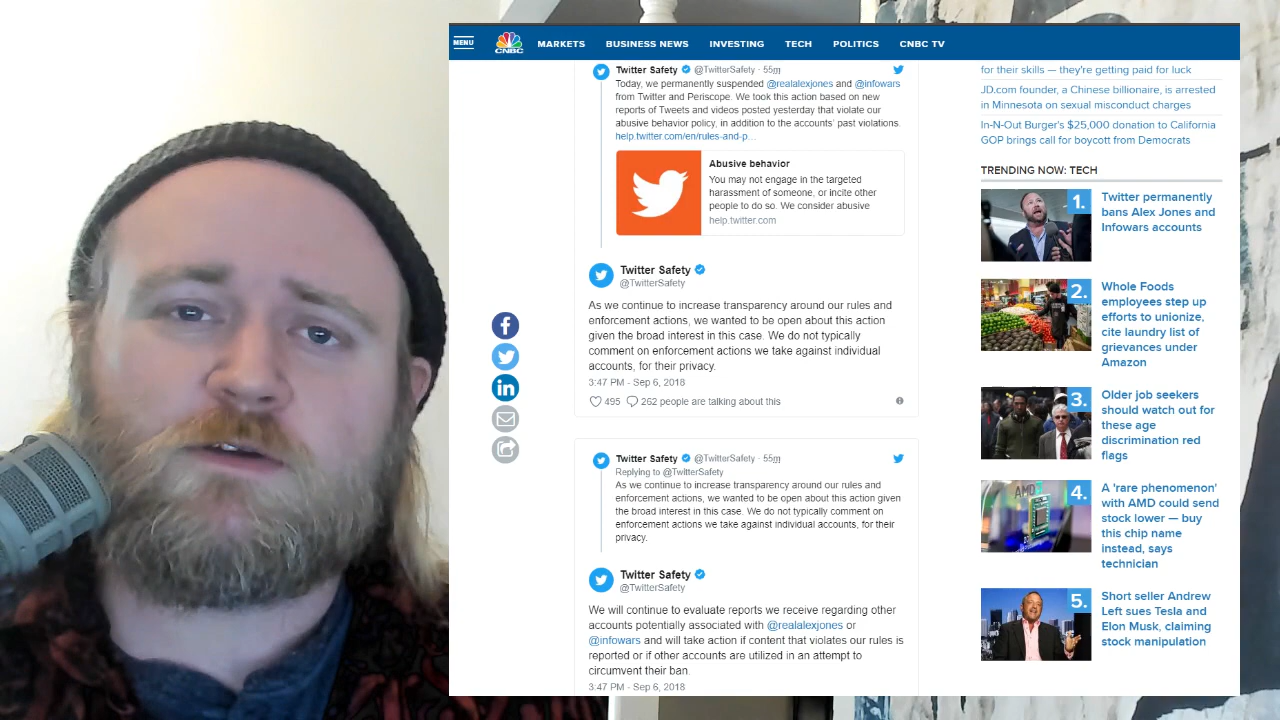 MENU
CNBC
MARKETS
BUSINESS NEWS
INVESTING
TECH
POLITICS
CNBC TV
Twitter Safety @TwitterSafety · 55m
Today, we permanently suspended @realalexjones and @infowars
from Twitter and Periscope. We took this action based on new
reports of Tweets and videos posted yesterday that violate our
abusive behavior policy, in addition to the accounts' past violations.
help.twitter.com/en/rules-and-p…
Abusive behavior
You may not engage in the targeted
harassment of someone, or incite other
people to do so. We consider abusive
help.twitter.com
Twitter Safety
@TwitterSafety
As we continue to increase transparency around our rules and
enforcement actions, we wanted to be open about this action
given the broad interest in this case. We do not typically
comment on enforcement actions we take against individual
accounts, for their privacy.
3:47 PM - Sep 6, 2018
495
262 people are talking about this
Twitter Safety @TwitterSafety · 55m
Replying to @TwitterSafety
As we continue to increase transparency around our rules and
enforcement actions, we wanted to be open about this action given
the broad interest in this case. We do not typically comment on
enforcement actions we take against individual accounts, for their
privacy.
Twitter Safety
@TwitterSafety
We will continue to evaluate reports we receive regarding other
accounts potentially associated with @realalexjones or
@infowars and will take action if content that violates our rules is
reported or if other accounts are utilized in an attempt to
circumvent their ban.
3:47 PM - Sep 6, 2018
for their skills — they're getting paid for luck
JD.com founder, a Chinese billionaire, is arrested
in Minnesota on sexual misconduct charges
In-N-Out Burger's $25,000 donation to California
GOP brings call for boycott from Democrats
TRENDING NOW: TECH
1.
Twitter permanently
bans Alex Jones and
Infowars accounts
2.
Whole Foods
employees step up
efforts to unionize,
cite laundry list of
grievances under
Amazon
3.
Older job seekers
should watch out for
these age
discrimination red
flags
AMD
4.
A 'rare phenomenon'
with AMD could send
stock lower — buy
this chip name
instead, says
technician
5.
Short seller Andrew
Left sues Tesla and
Elon Musk, claiming
stock manipulation